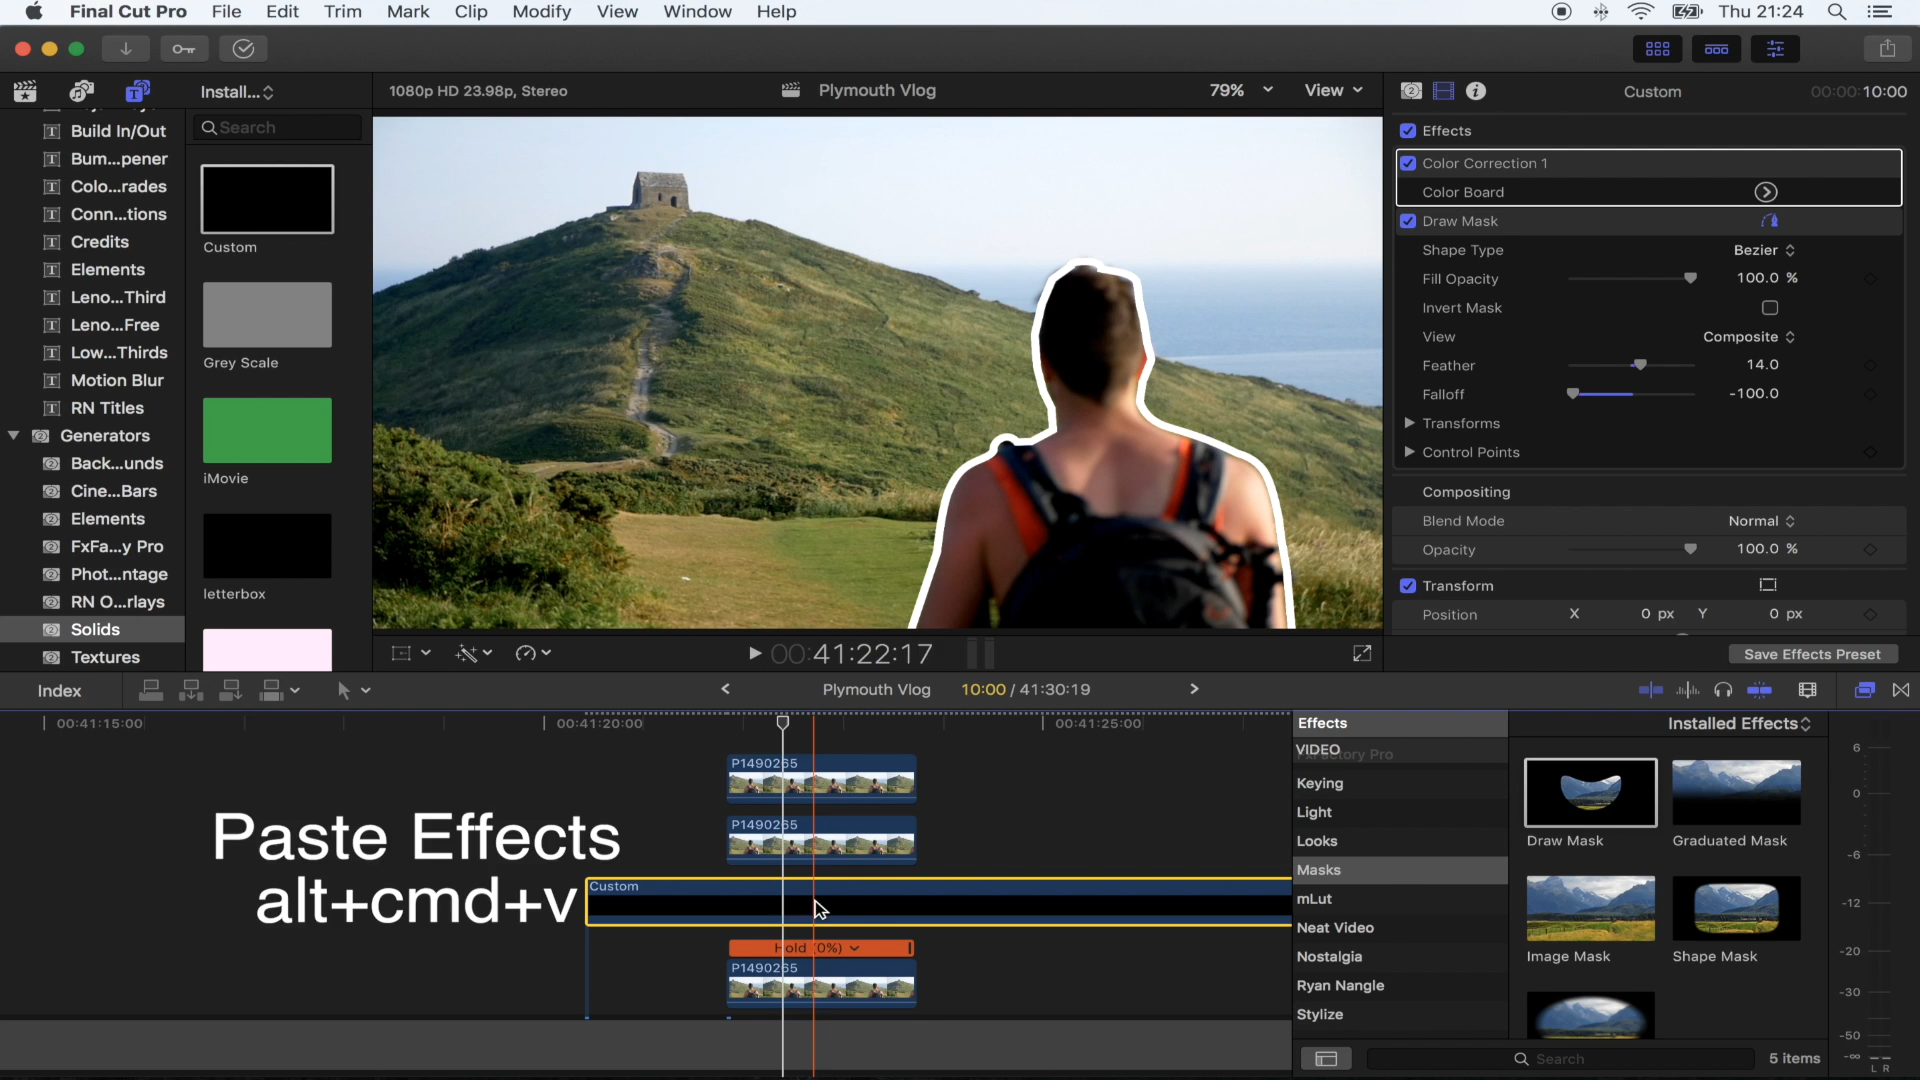 Final Cut Pro File Edit Trim Mark Clip Modify View Window Help Thu 21:24
Install... 1080p HD 23.98p, Stereo Plymouth Vlog 79% View Custom 00:00:10:00
Search
Build In/Out
Bum...pener
Colo...rades
Conn...tions
Credits
Elements
Leno...Third
Leno...Free
Low...Thirds
Motion Blur
RN Titles
Generators
Back...unds
Cine...Bars
Elements
FxFa...y Pro
Phot...ntage
RN O...rlays
Solids
Textures
Custom
Grey Scale
iMovie
letterbox
Effects
Color Correction 1
Color Board
Draw Mask
Shape Type Bezier
Fill Opacity 100.0 %
Invert Mask
View Composite
Feather 14.0
Falloff -100.0
Transforms
Control Points
Compositing
Blend Mode Normal
Opacity 100.0 %
Transform
Position X 0 px Y 0 px
Save Effects Preset
00:41:22:17
Index Plymouth Vlog 10:00 / 41:30:19
00:41:15:00 00:41:20:00 00:41:25:00
P1490265
P1490265
Custom
Hold (0%)
P1490265
Paste Effects
alt+cmd+v
Effects Installed Effects
VIDEO
FxFactory Pro
Keying
Light
Looks
Masks
mLut
Neat Video
Nostalgia
Ryan Nangle
Stylize
Draw Mask Graduated Mask
Image Mask Shape Mask
Search 5 items
6
0
-6
-12
-20
-30
-50
-∞
L R